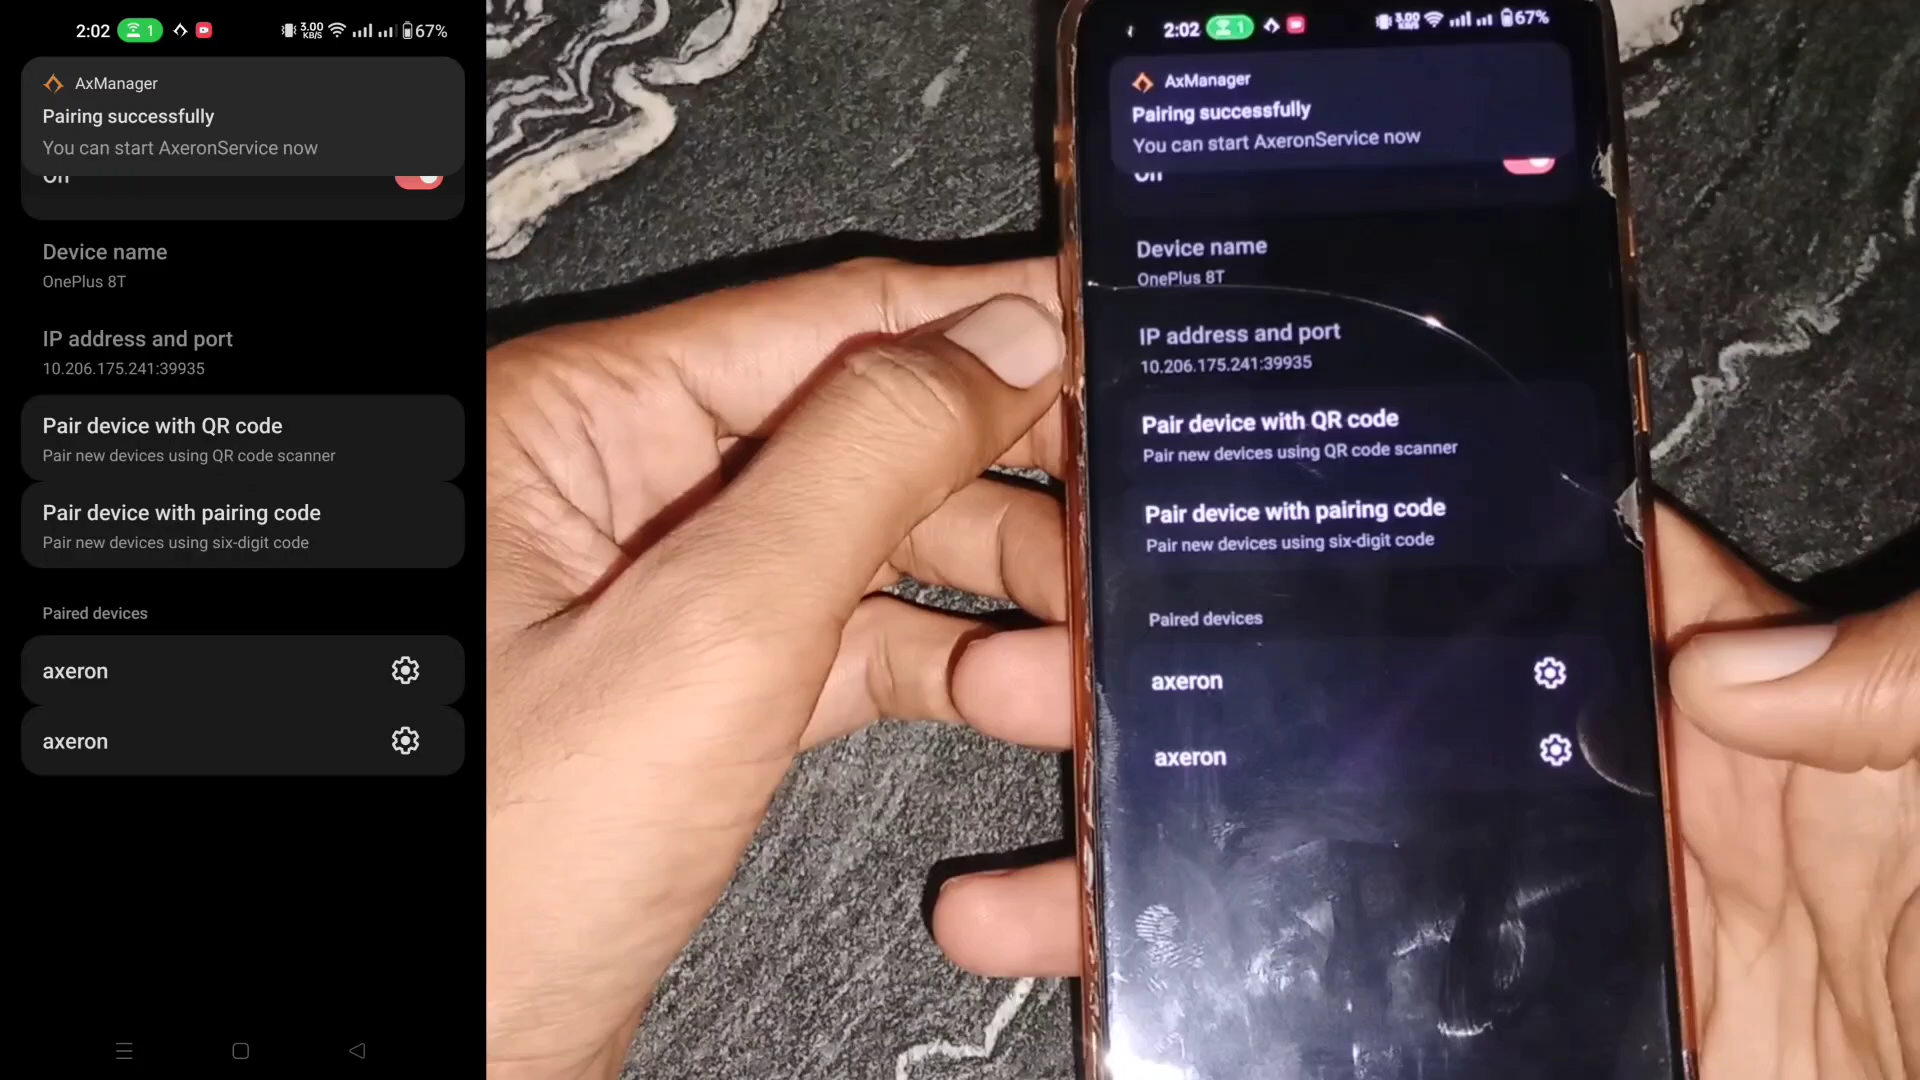 2:02 1 3.00 KB/S 67%
AxManager
Pairing successfully
You can start AxeronService now
On
Device name
OnePlus 8T
IP address and port
10.206.175.241:39935
Pair device with QR code
Pair new devices using QR code scanner
Pair device with pairing code
Pair new devices using six-digit code
Paired devices
axeron
axeron
2:02 1 3.00 KB/S 67%
AxManager
Pairing successfully
You can start AxeronService now
On
Device name
OnePlus 8T
IP address and port
10.206.175.241:39935
Pair device with QR code
Pair new devices using QR code scanner
Pair device with pairing code
Pair new devices using six-digit code
Paired devices
axeron
axeron